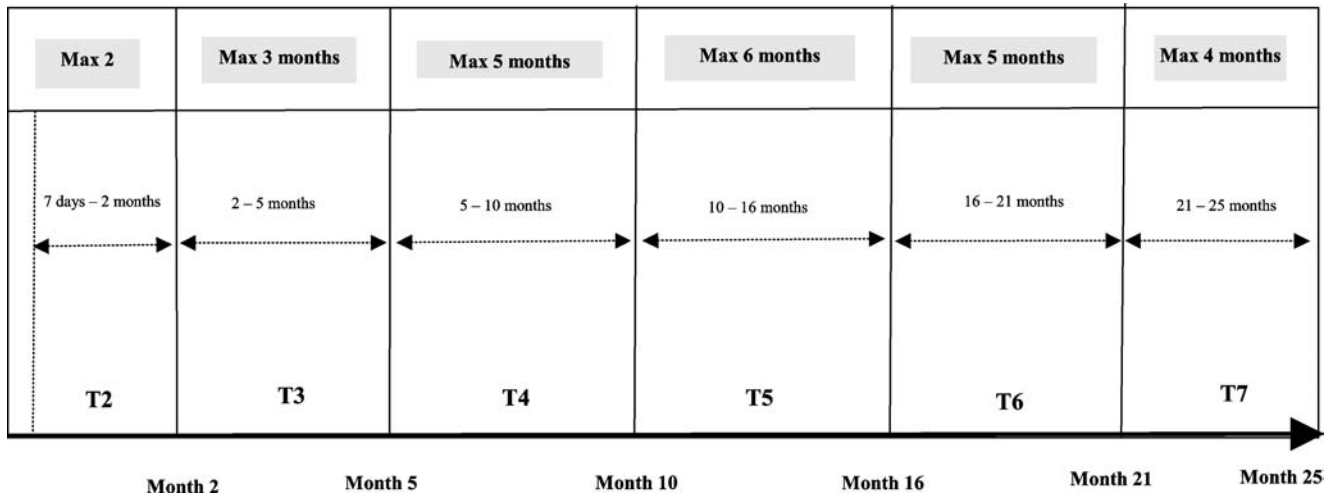 Max 2
Max 3 months
Max 5 months
Max 6 months
Max 5 months
Max 4 months
7 days – 2 months
2 – 5 months
5 – 10 months
10 – 16 months
16 – 21 months
21 – 25 months
T2
T3
T4
T5
T6
T7
Month 2
Month 5
Month 10
Month 16
Month 21
Month 25